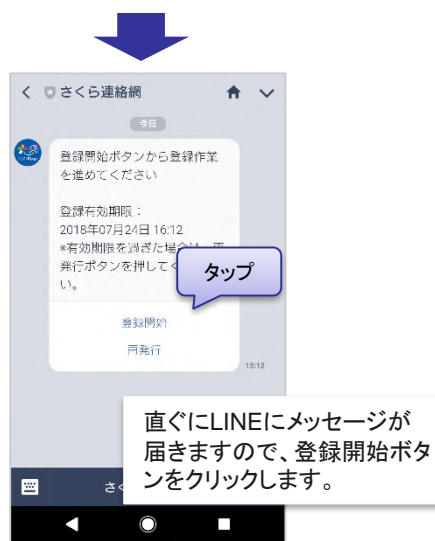 さくら連絡網
今日
登録開始ボタンから登録作業
を進めてください
登録有効期限：
2018年07月24日 16:12
*有効期限を過ぎた場合は、再
発行ボタンを押してく
い。
タップ
登録開始
再発行
15:12
直ぐにLINEにメッセージが
届きますので、登録開始ボタ
ンをクリックします。
さく